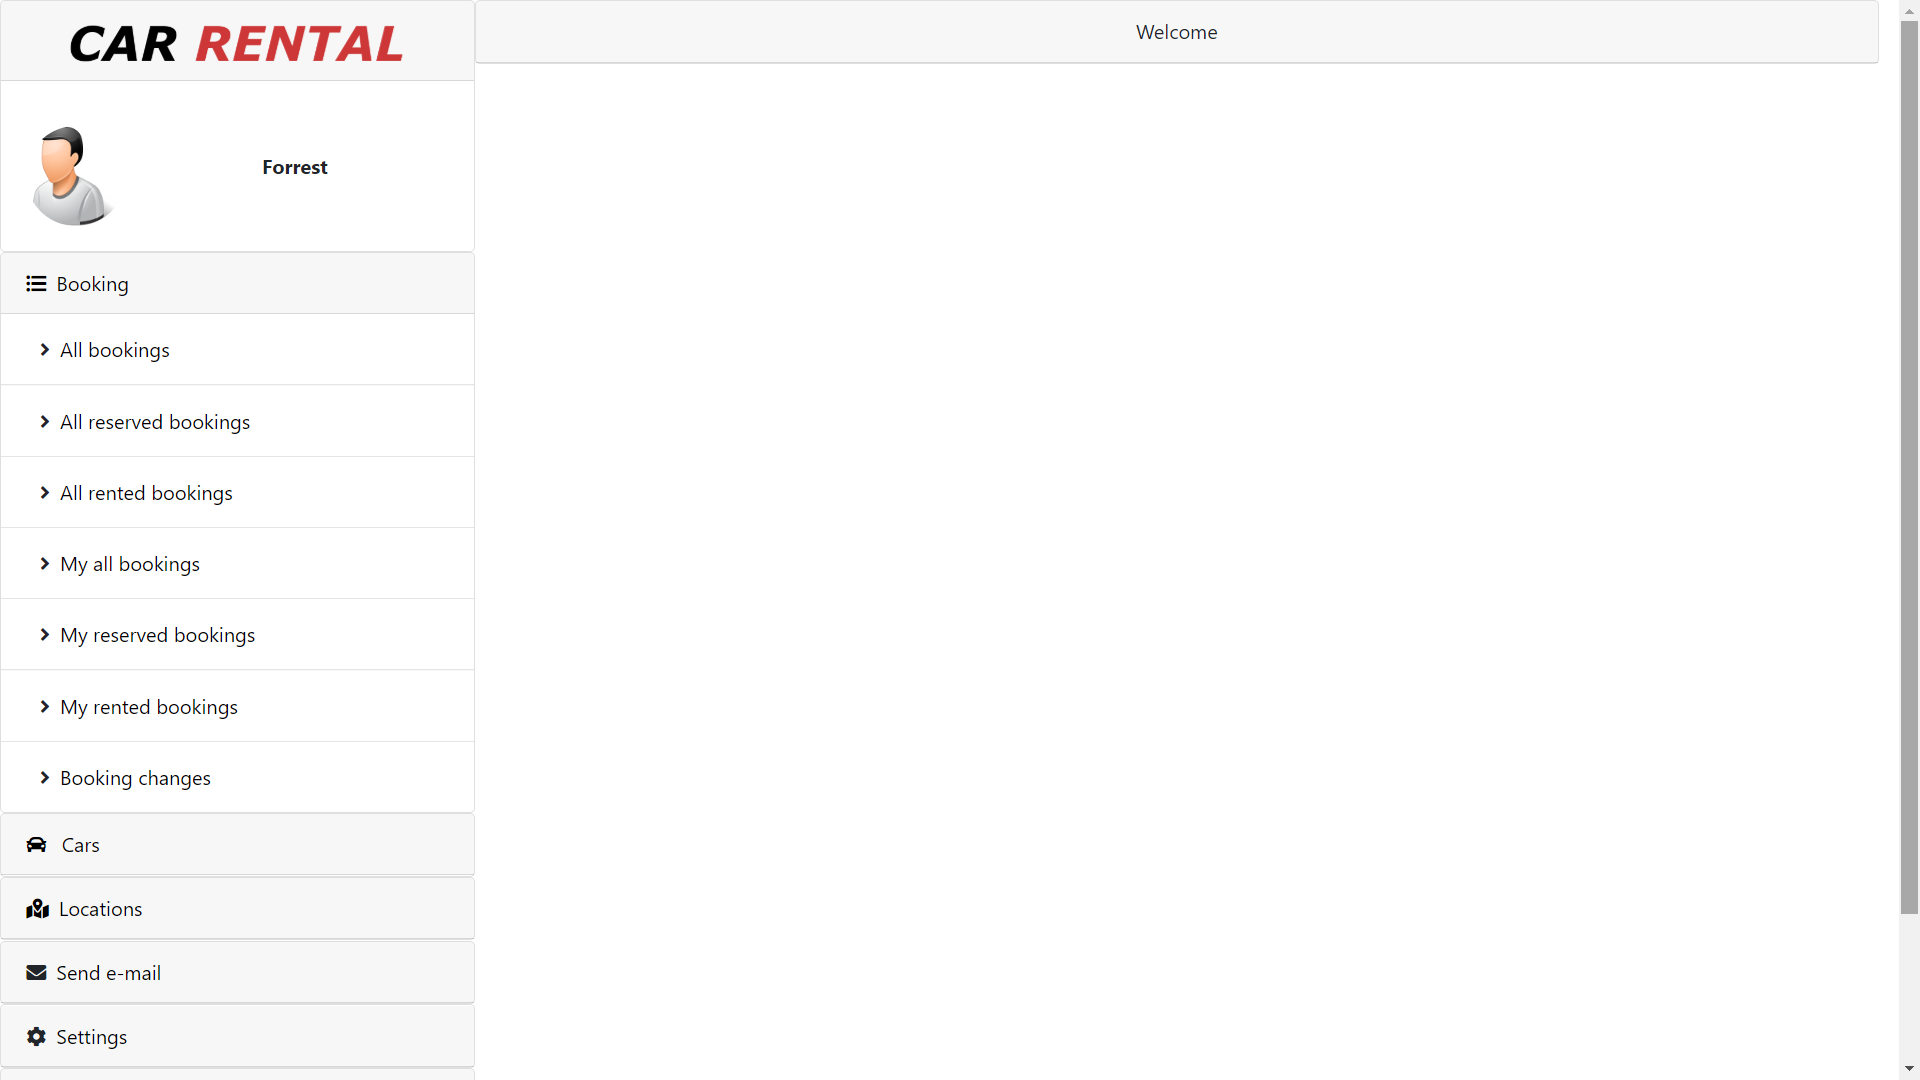 CAR RENTAL
Welcome
Forrest
Booking
All bookings
All reserved bookings
All rented bookings
My all bookings
My reserved bookings
My rented bookings
Booking changes
Cars
Locations
Send e-mail
Settings